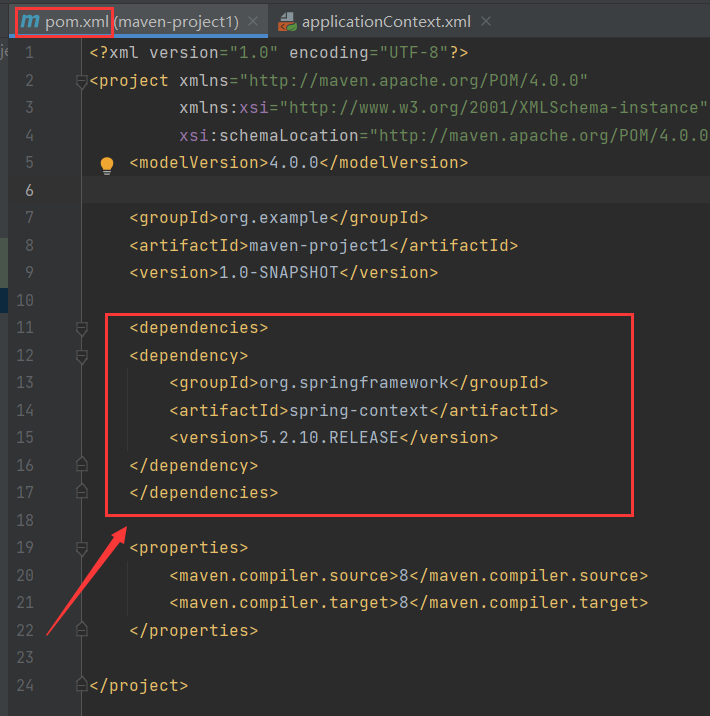 m pom.xml (maven-project1) × applicationContext.xml ×
1 <?xml version="1.0" encoding="UTF-8"?>
2 <project xmlns="http://maven.apache.org/POM/4.0.0"
3 xmlns:xsi="http://www.w3.org/2001/XMLSchema-instance"
4 xsi:schemaLocation="http://maven.apache.org/POM/4.0.0
5 <modelVersion>4.0.0</modelVersion>
6
7 <groupId>org.example</groupId>
8 <artifactId>maven-project1</artifactId>
9 <version>1.0-SNAPSHOT</version>
10
11 <dependencies>
12 <dependency>
13 <groupId>org.springframework</groupId>
14 <artifactId>spring-context</artifactId>
15 <version>5.2.10.RELEASE</version>
16 </dependency>
17 </dependencies>
18
19 <properties>
20 <maven.compiler.source>8</maven.compiler.source>
21 <maven.compiler.target>8</maven.compiler.target>
22 </properties>
23
24 </project>